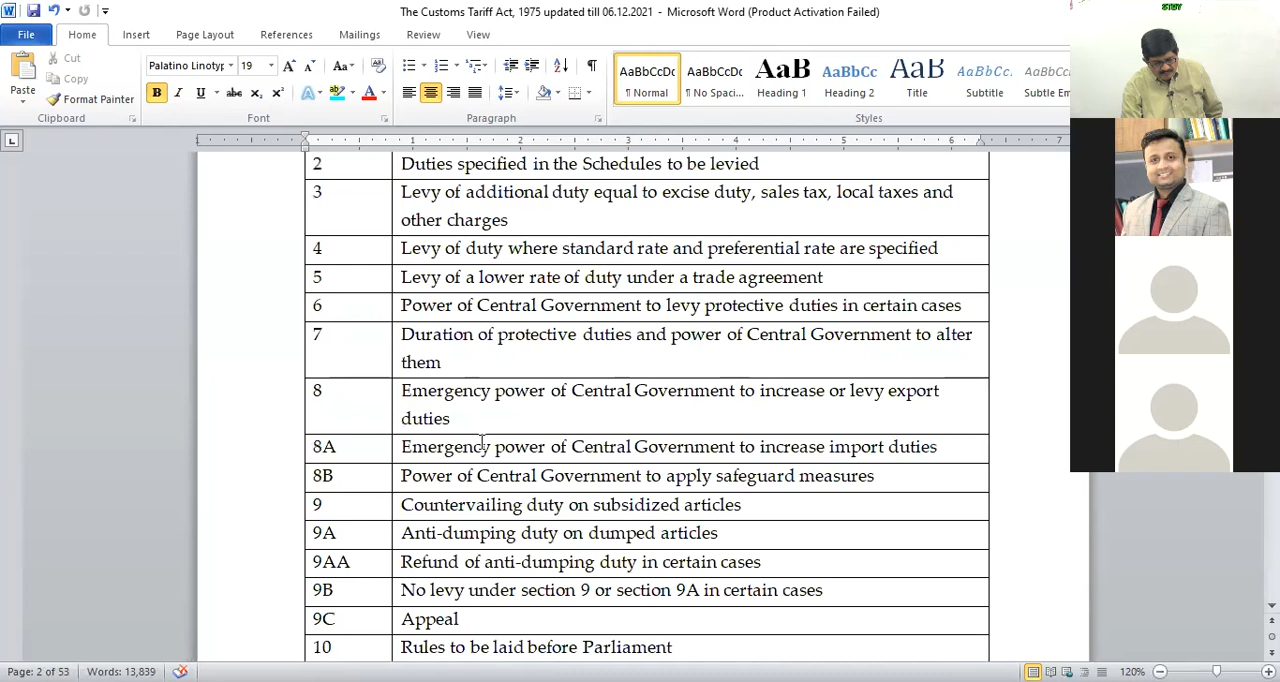 The Customs Tariff Act, 1975 updated till 06.12.2021 - Microsoft Word (Product Activation Failed)
File Home Insert Page Layout References Mailings Review View
Paste
Cut
Copy
Format Painter
Clipboard
Palatino Linotyp 19
Font
Paragraph
AaBbCcDc AaBbCcDc AaB AaBbCc AaB AaBbCc. AaBbCc
Normal No Spaci... Heading 1 Heading 2 Title Subtitle Subtle Em
Styles
STUDY
1 1 2 3 4 5 6 7
2 Duties specified in the Schedules to be levied
3 Levy of additional duty equal to excise duty, sales tax, local taxes and
other charges
4 Levy of duty where standard rate and preferential rate are specified
5 Levy of a lower rate of duty under a trade agreement
6 Power of Central Government to levy protective duties in certain cases
7 Duration of protective duties and power of Central Government to alter
them
8 Emergency power of Central Government to increase or levy export
duties
8A Emergency power of Central Government to increase import duties
8B Power of Central Government to apply safeguard measures
9 Countervailing duty on subsidized articles
9A Anti-dumping duty on dumped articles
9AA Refund of anti-dumping duty in certain cases
9B No levy under section 9 or section 9A in certain cases
9C Appeal
10 Rules to be laid before Parliament
Page: 2 of 53 Words: 13,839 120%